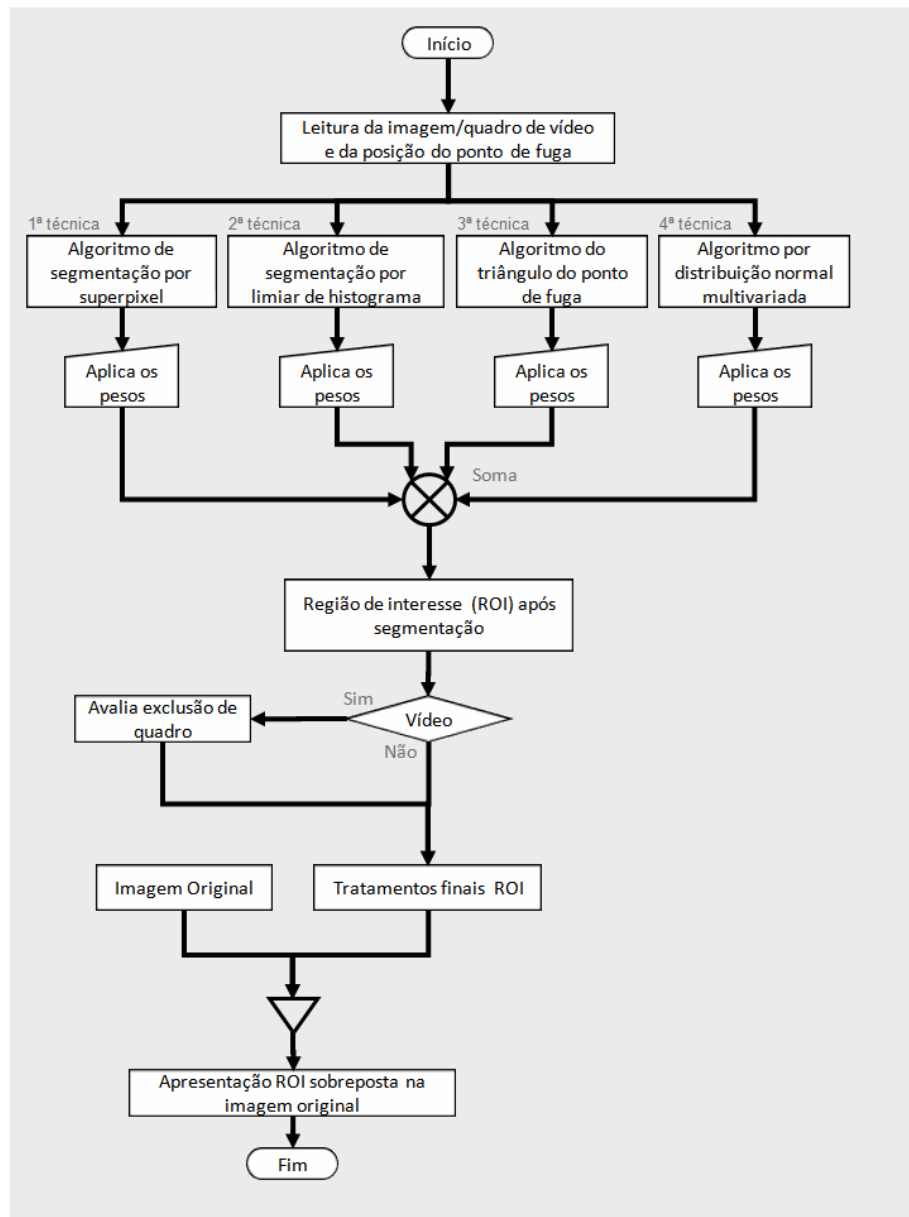 Início
Leitura da imagem/quadro de vídeo
e da posição do ponto de fuga
1ª técnica
Algoritmo de
segmentação por
superpixel
2ª técnica
Algoritmo de
segmentação por
limiar de histograma
3ª técnica
Algoritmo do
triângulo do ponto
de fuga
4ª técnica
Algoritmo por
distribuição normal
multivariada
Aplica os
pesos
Aplica os
pesos
Aplica os
pesos
Aplica os
pesos
Soma
Região de interesse (ROI) após
segmentação
Sim
Vídeo
Avalia exclusão de
quadro
Não
Imagem Original
Tratamentos finais ROI
Apresentação ROI sobreposta na
imagem original
Fim